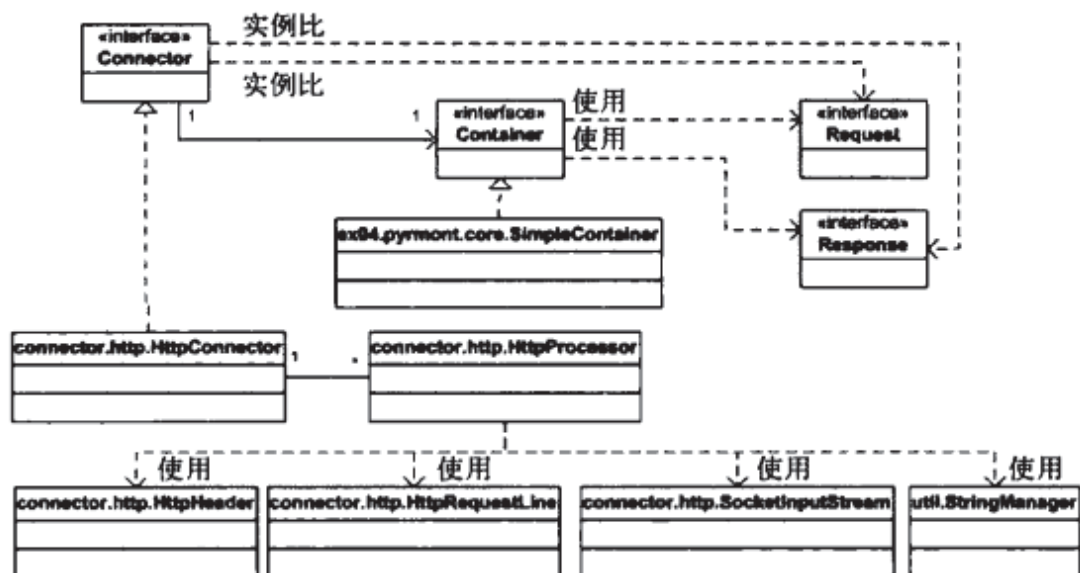 «interface»
Connector
实例比
实例比
1
1
«interface»
Container
使用
使用
«interface»
Request
«interface»
Response
ex04.pyrmont.core.SimpleContainer
connector.http.HttpConnector
1
*
connector.http.HttpProcessor
使用
使用
使用
使用
connector.http.HttpHeader
connector.http.HttpRequestLine
connector.http.SocketInputStream
util.StringManager